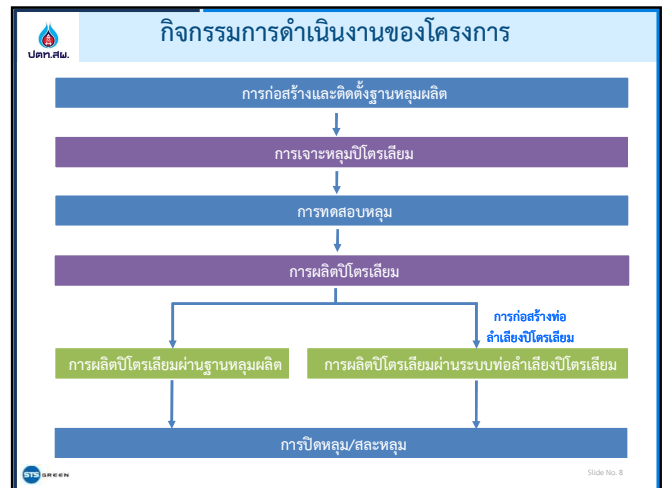 กิจกรรมการดำเนินงานของโครงการ
ปตท.สผ.
การก่อสร้างและติดตั้งฐานหลุมผลิต
การเจาะหลุมปิโตรเลียม
การทดสอบหลุม
การผลิตปิโตรเลียม
การก่อสร้างท่อ
ลำเลียงปิโตรเลียม
การผลิตปิโตรเลียมผ่านฐานหลุมผลิต
การผลิตปิโตรเลียมผ่านระบบท่อลำเลียงปิโตรเลียม
การปิดหลุม/สละหลุม
STS GREEN
Slide No. 8